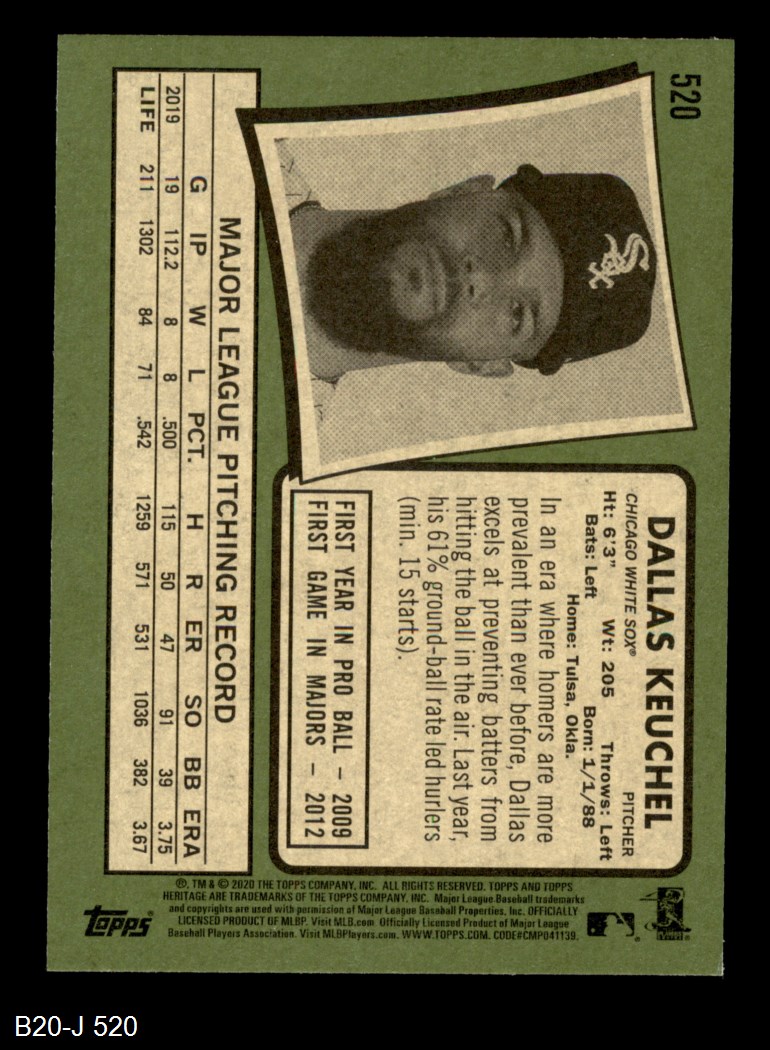 520
DALLAS KEUCHEL
CHICAGO WHITE SOX® PITCHER
Ht: 6'3" Wt: 205 Throws: Left
Bats: Left Born: 1/1/88
Home: Tulsa, Okla.
In an era where homers are more
prevalent than ever before, Dallas
excels at preventing batters from
hitting the ball in the air. Last year,
his 61% ground-ball rate led hurlers
(min. 15 starts).
FIRST YEAR IN PRO BALL – 2009
FIRST GAME IN MAJORS – 2012
MAJOR LEAGUE PITCHING RECORD
G IP W L PCT. H R ER SO BB ERA
2019 19 112.2 8 8 .500 115 50 47 91 39 3.75
LIFE 211 1302 84 71 .542 1259 571 531 1036 382 3.67
®, TM & © 2020 THE TOPPS COMPANY, INC. ALL RIGHTS RESERVED. TOPPS AND TOPPS
HERITAGE ARE TRADEMARKS OF THE TOPPS COMPANY, INC. Major League Baseball trademarks
and copyrights are used with permission of Major League Baseball Properties, Inc. OFFICIALLY
LICENSED PRODUCT OF MLBP. Visit MLB.com Officially Licensed Product of Major League
Baseball Players Association. Visit MLBPlayers.com. WWW.TOPPS.COM. CODE#CMP041139.
topps®
B20-J 520